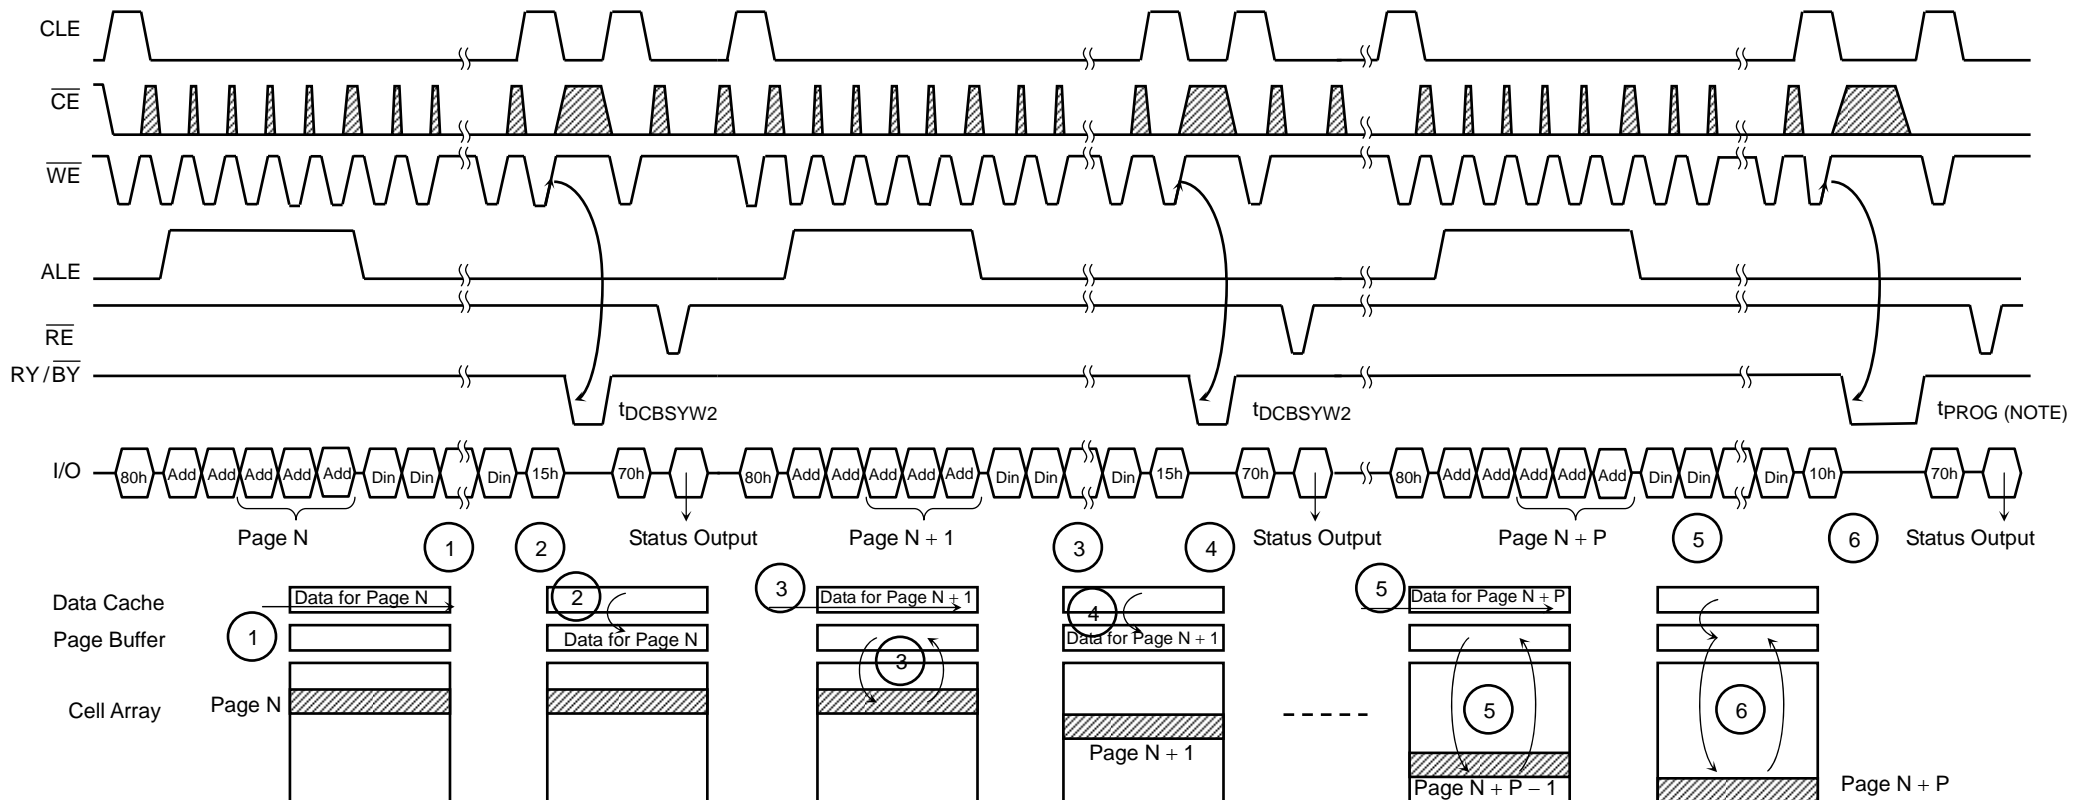 CLE
CE
WE
ALE
RE
RY/BY
tDCBSYW2 tDCBSYW2 tPROG (NOTE)
I/O 80h Add Add Add Add Add Din Din Din 15h 70h 80h Add Add Add Add Add Din Din Din 15h 70h 80h Add Add Add Add Add Din Din Din 10h 70h
Page N 1 2 Status Output Page N + 1 3 4 Status Output Page N + P 5 6 Status Output
Data Cache Data for Page N 2 3 Data for Page N + 1 4 5 Data for Page N + P
Page Buffer 1 Data for Page N Data for Page N + 1
3
Cell Array Page N 5 6
Page N + 1
Page N + P − 1 Page N + P